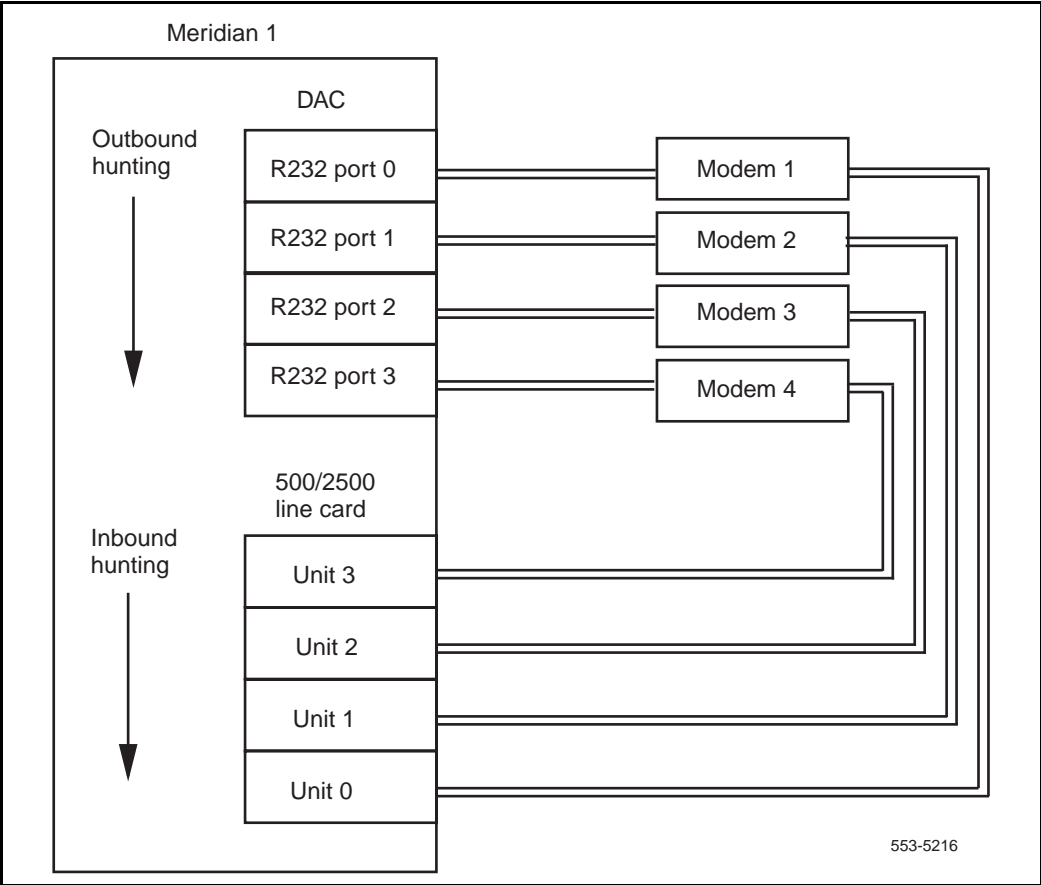 Meridian 1
DAC
Outbound
hunting
R232 port 0
R232 port 1
R232 port 2
R232 port 3
Modem 1
Modem 2
Modem 3
Modem 4
500/2500
line card
Inbound
hunting
Unit 3
Unit 2
Unit 1
Unit 0
553-5216